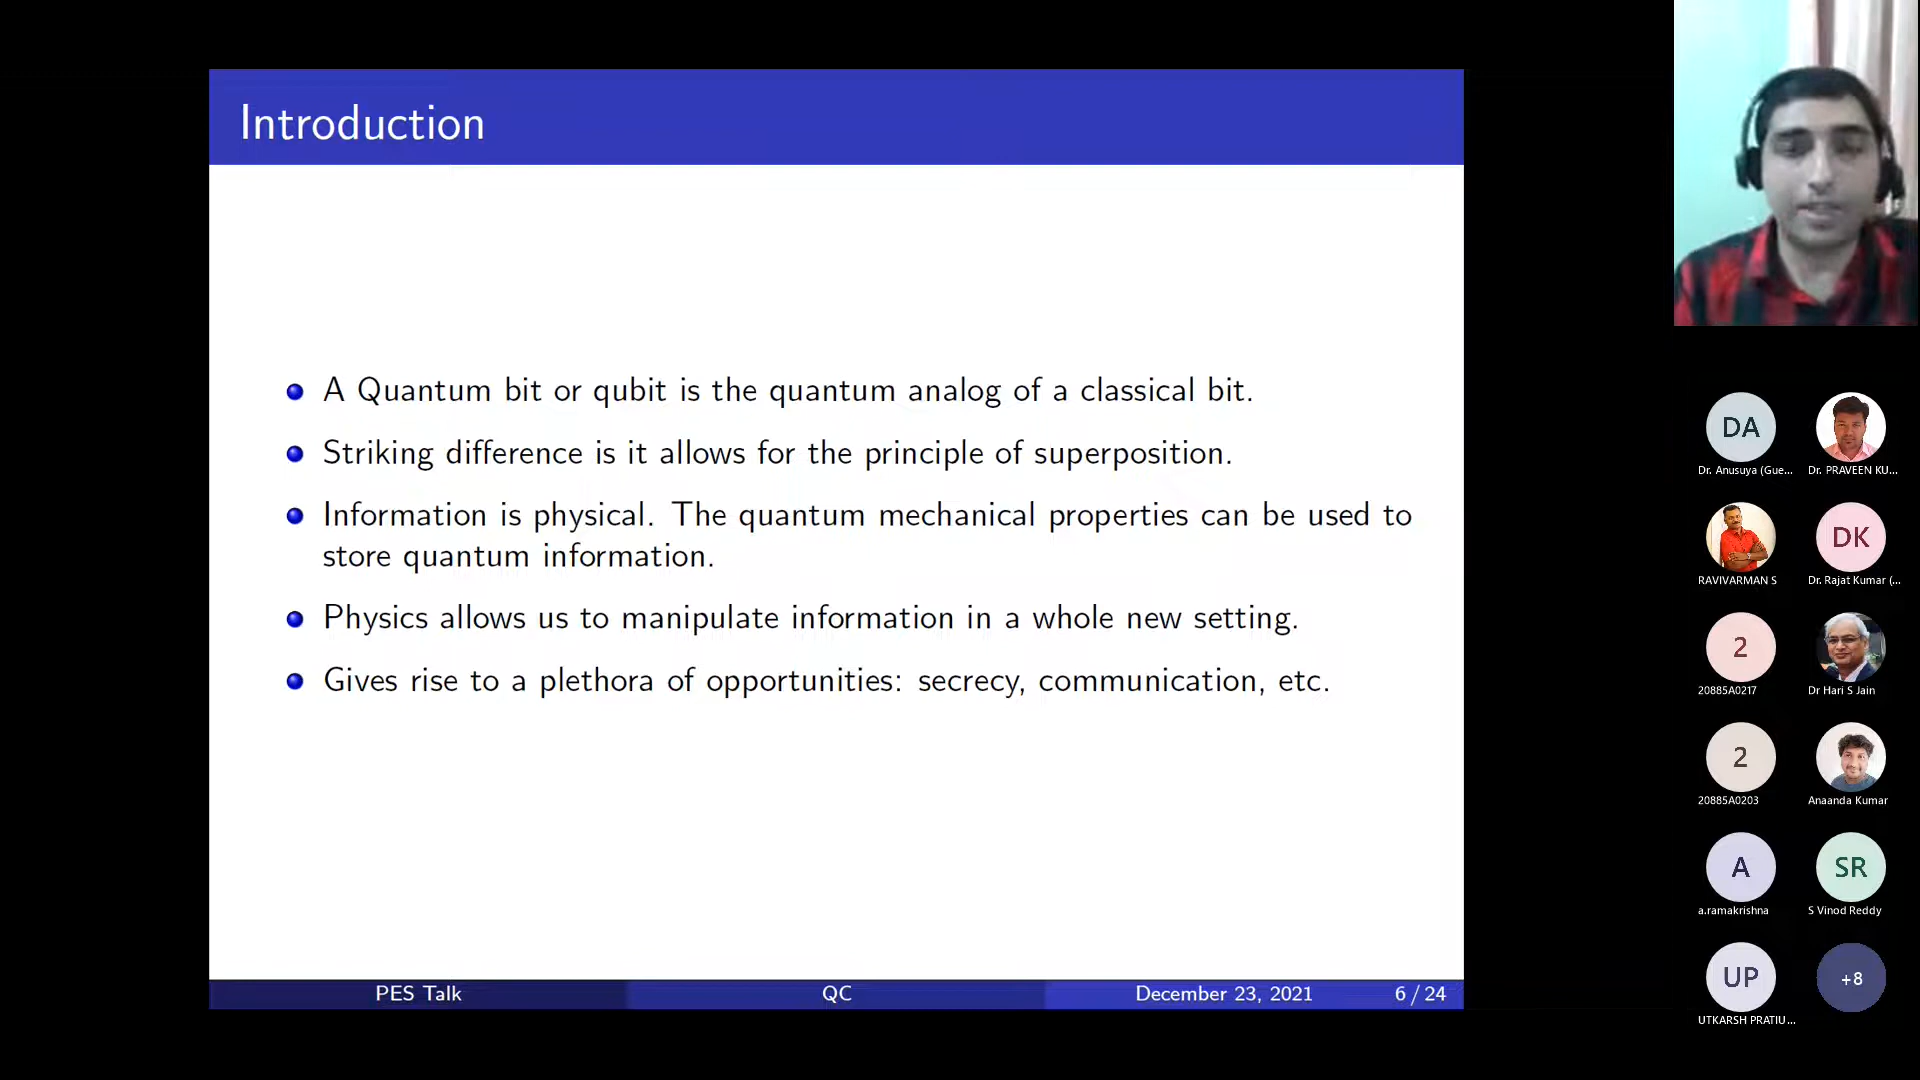 Introduction
A Quantum bit or qubit is the quantum analog of a classical bit.
Striking difference is it allows for the principle of superposition.
Information is physical. The quantum mechanical properties can be used to
store quantum information.
Physics allows us to manipulate information in a whole new setting.
Gives rise to a plethora of opportunities: secrecy, communication, etc.
PES Talk QC December 23, 2021 6 / 24
DA
Dr. Anusuya (Gue... Dr. PRAVEEN KU...
DK
RAVIVARMAN S Dr. Rajat Kumar (...
2
20885A0217 Dr Hari S Jain
2
20885A0203 Anaanda Kumar
A SR
a.ramakrishna S Vinod Reddy
UP +8
UTKARSH PRATIU...